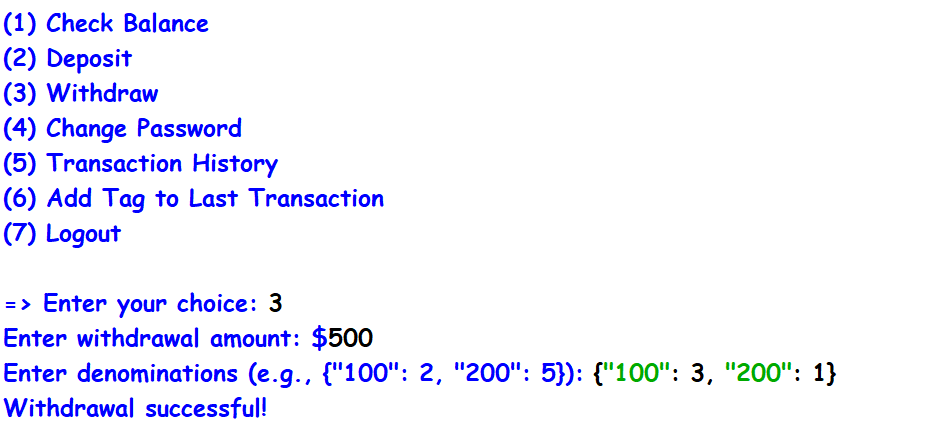 (1) Check Balance
(2) Deposit
(3) Withdraw
(4) Change Password
(5) Transaction History
(6) Add Tag to Last Transaction
(7) Logout
=> Enter your choice: 3
Enter withdrawal amount: $500
Enter denominations (e.g., {"100": 2, "200": 5}): {"100": 3, "200": 1}
Withdrawal successful!